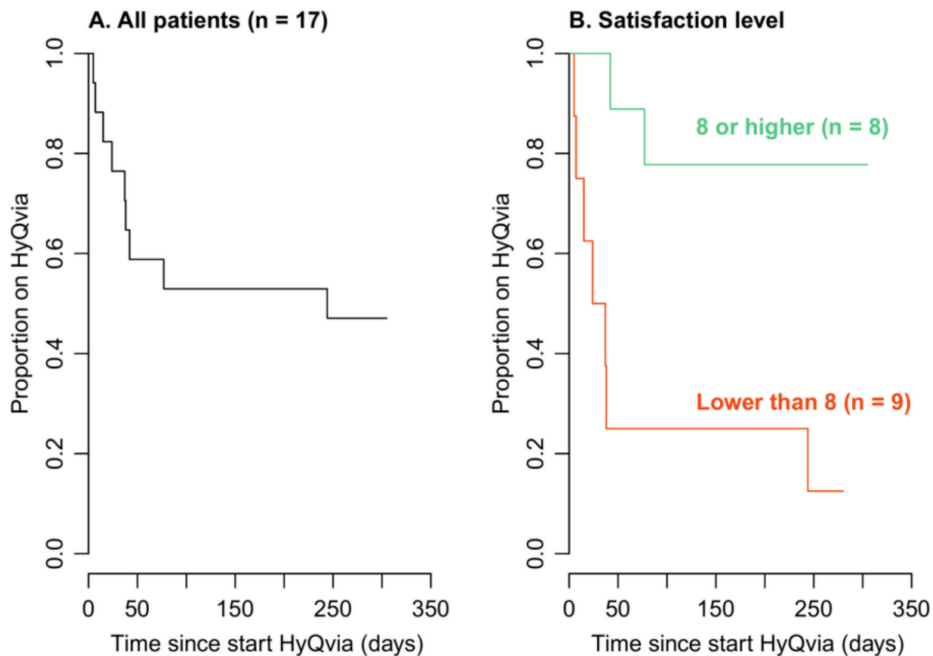 A. All patients (n = 17)
Proportion on HyQvia
1.0
0.8
0.6
0.4
0.2
0.0
0 50 150 250 350
Time since start HyQvia (days)
B. Satisfaction level
Proportion on HyQvia
1.0
0.8
0.6
0.4
0.2
0.0
8 or higher (n = 8)
Lower than 8 (n = 9)
0 50 150 250 350
Time since start HyQvia (days)